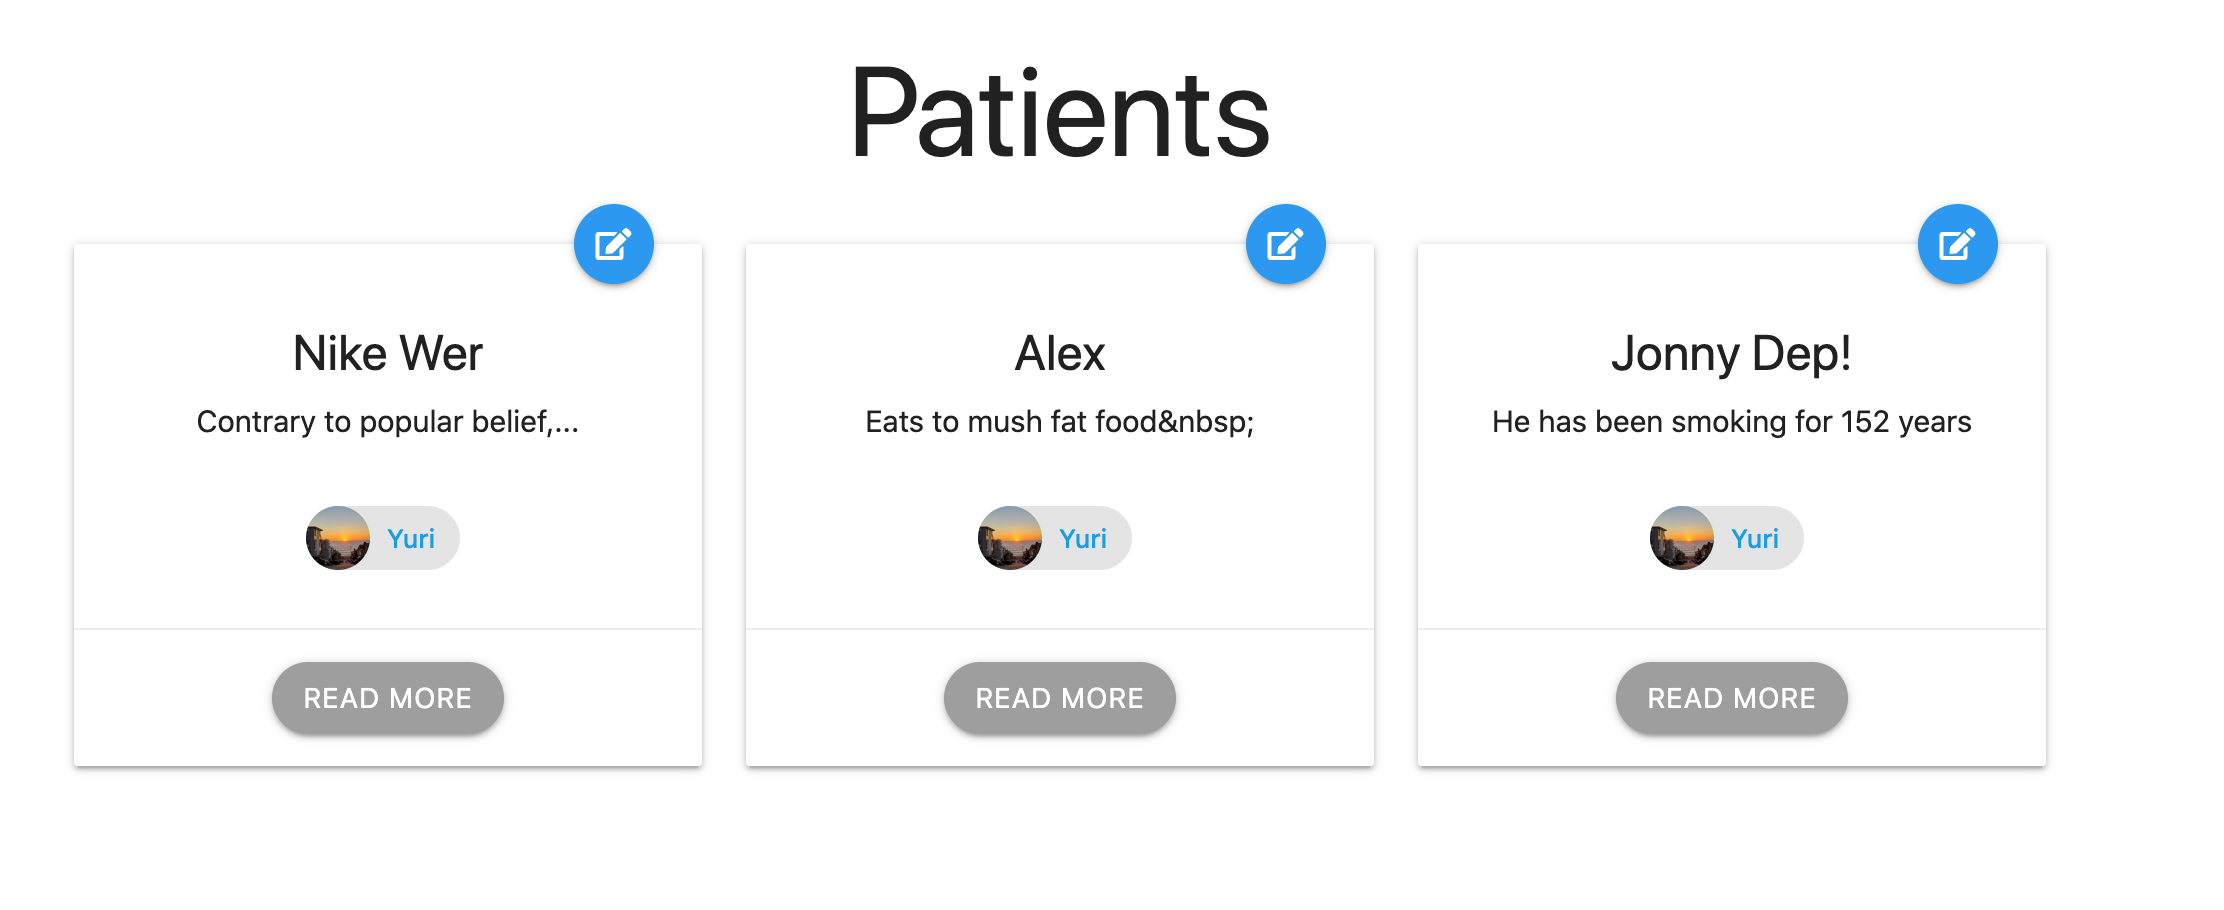 Patients
Nike Wer
Contrary to popular belief,...
Yuri
READ MORE
Alex
Eats to mush fat food&nbsp;
Yuri
READ MORE
Jonny Dep!
He has been smoking for 152 years
Yuri
READ MORE